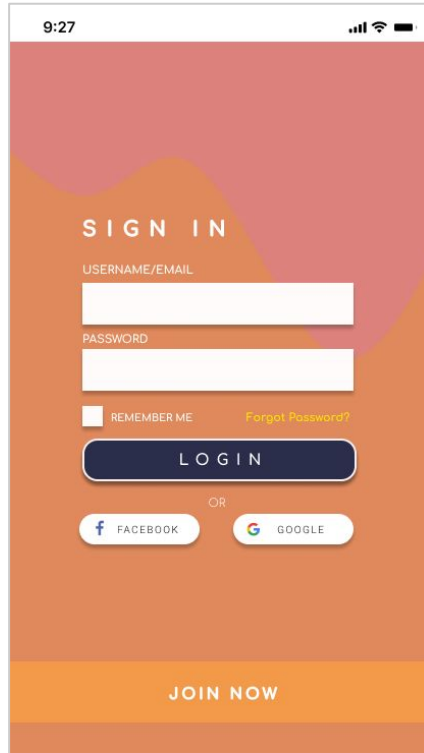 9:27
SIGN IN
USERNAME/EMAIL
PASSWORD
REMEMBER ME Forgot Password?
LOGIN
OR
FACEBOOK GOOGLE
JOIN NOW